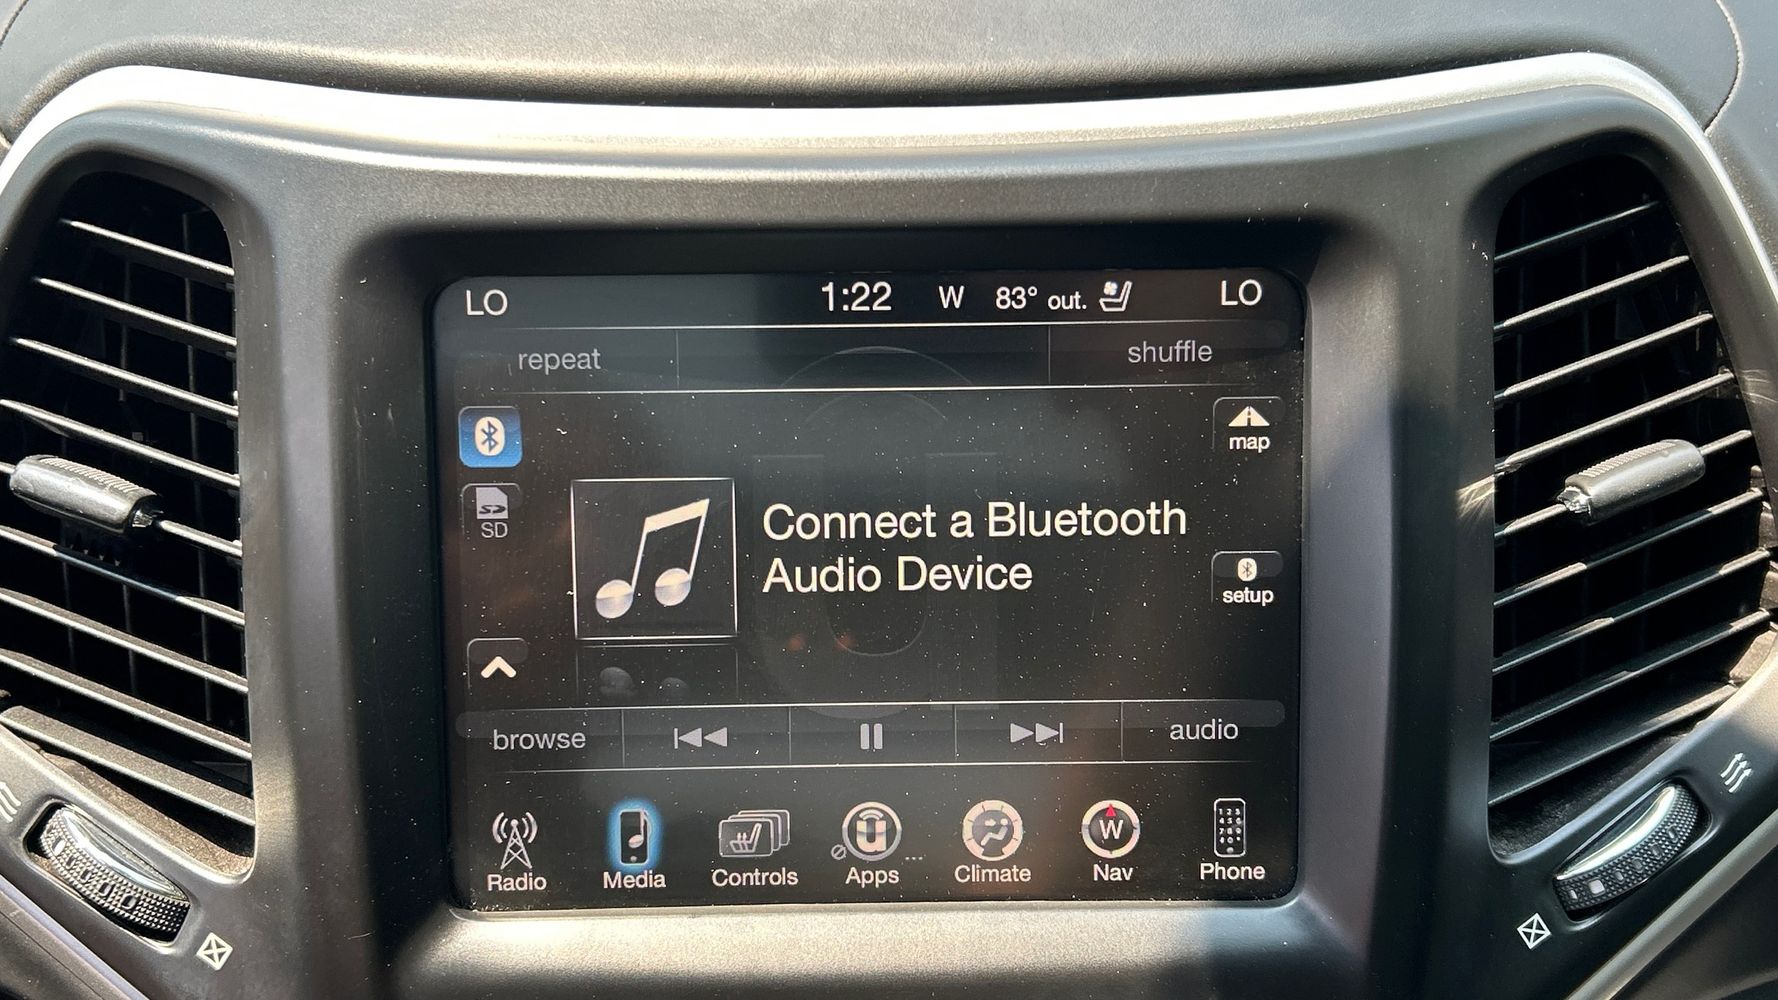 LO
1:22
W
83° out.
LO
repeat
shuffle
map
SD
Connect a Bluetooth
Audio Device
setup
browse
audio
W
Radio
Media
Controls
Apps
Climate
Nav
Phone